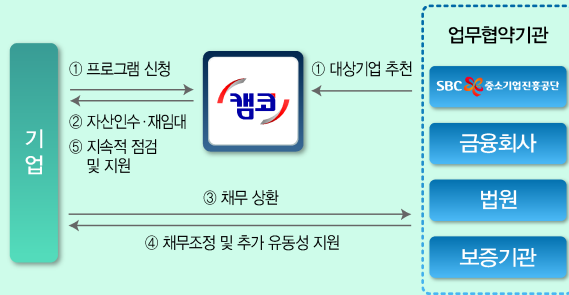 업무협약기관
기업
① 프로그램 신청
캠코
① 대상기업 추천
SBC 중소기업진흥공단
② 자산인수·재임대
⑤ 지속적 점검
및 지원
금융회사
③ 채무 상환
법원
④ 채무조정 및 추가 유동성 지원
보증기관